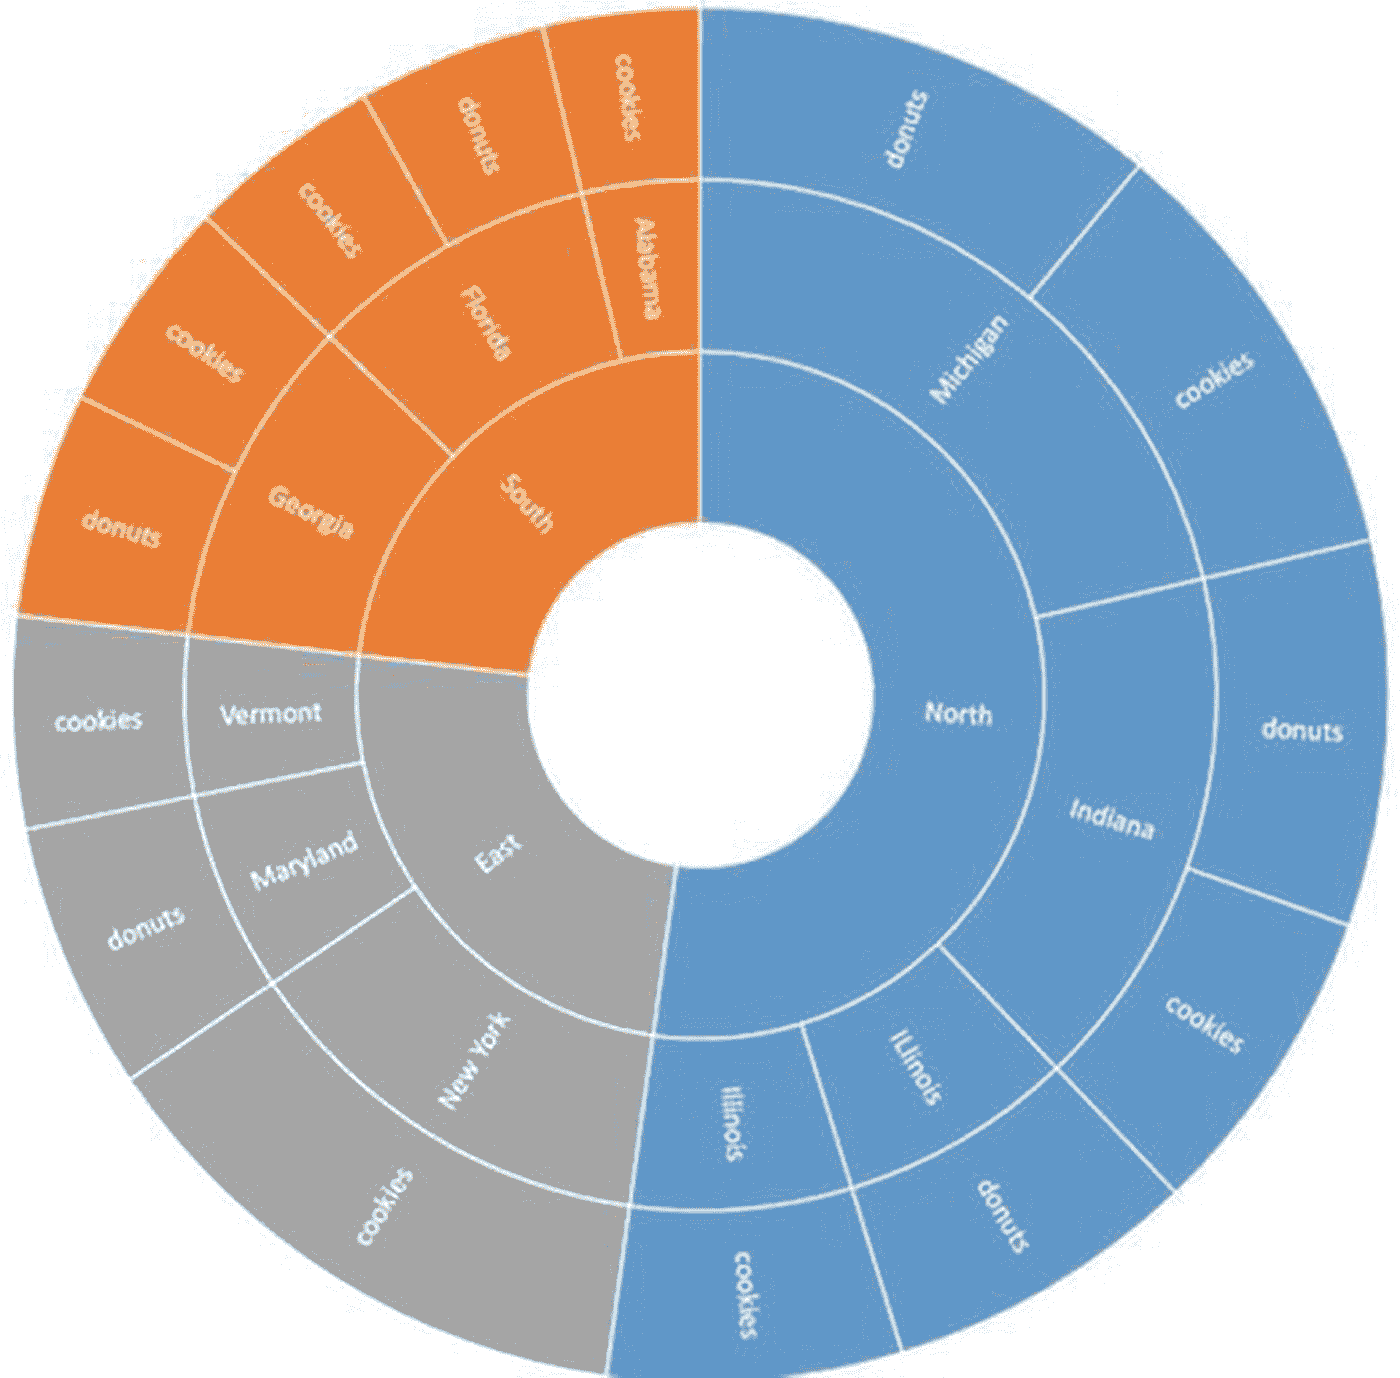 cookies
donuts
donuts
cookies
Alabama
Florida
Michigan
cookies
cookies
South
Georgia
donuts
Vermont
cookies
North
donuts
East
Maryland
Indiana
donuts
cookies
New York
ILlinois
Illinois
cookies
donuts
cookies